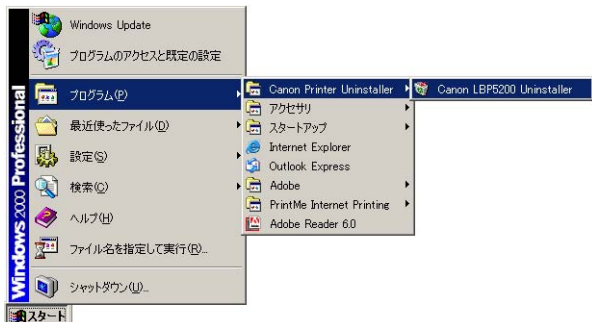 Windows Update
プログラムのアクセスと既定の設定
プログラム(P)
最近使ったファイル(D)
設定(S)
検索(C)
ヘルプ(H)
ファイル名を指定して実行(R)...
シャットダウン(U)...
Windows 2000 Professional
スタート
Canon Printer Uninstaller
アクセサリ
スタートアップ
Internet Explorer
Outlook Express
Adobe
PrintMe Internet Printing
Adobe Reader 6.0
Canon LBP5200 Uninstaller